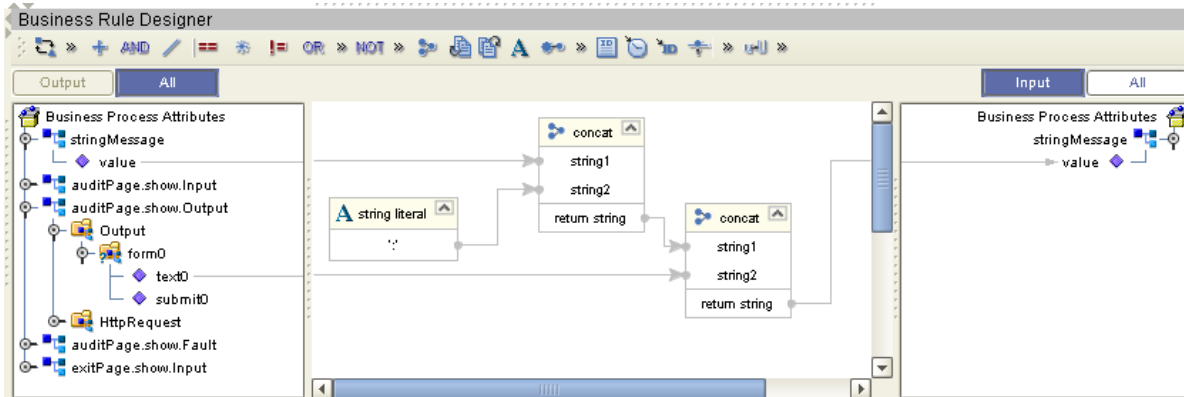 Business Rule Designer
AND == != OR » NOT »
Output All Input All
Business Process Attributes
stringMessage
value
auditPage.show.Input
auditPage.show.Output
Output
form0
text0
submit0
HttpRequest
auditPage.show.Fault
exitPage.show.Input
A string literal
concat
string1
string2
return string
concat
string1
string2
return string
Business Process Attributes
stringMessage
value